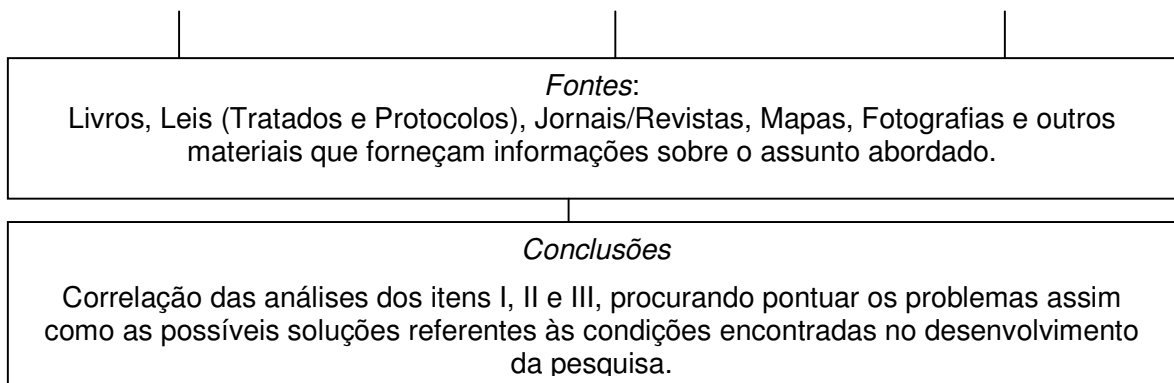 Fontes:
Livros, Leis (Tratados e Protocolos), Jornais/Revistas, Mapas, Fotografias e outros
materiais que forneçam informações sobre o assunto abordado.
Conclusões
Correlação das análises dos itens I, II e III, procurando pontuar os problemas assim
como as possíveis soluções referentes às condições encontradas no desenvolvimento
da pesquisa.